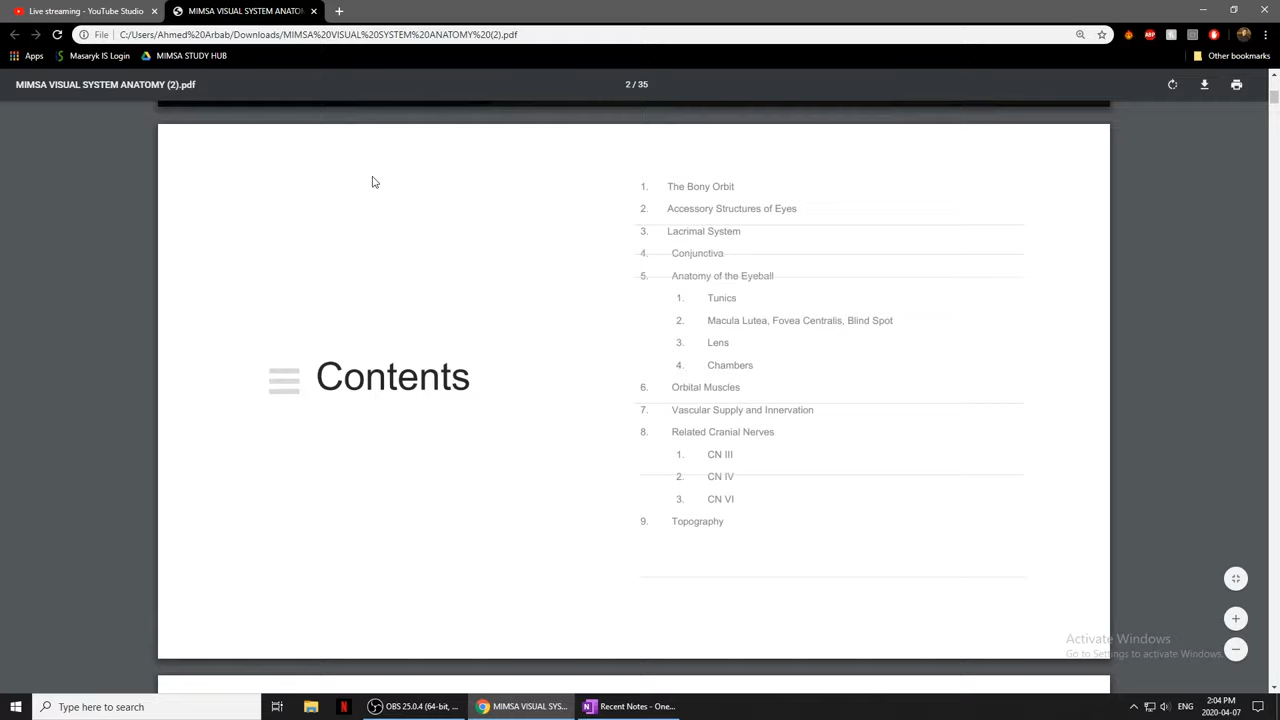 Live streaming - YouTube Studio
MIMSA VISUAL SYSTEM ANATOM
File
C:/Users/Ahmed%20Arbab/Downloads/MIMSA%20VISUAL%20SYSTEM%20ANATOMY%20(2).pdf
ABP
Apps
Masaryk IS Login
MIMSA STUDY HUB
Other bookmarks
MIMSA VISUAL SYSTEM ANATOMY (2).pdf
2 / 35
Contents
1. The Bony Orbit
2. Accessory Structures of Eyes
3. Lacrimal System
4. Conjunctiva
5. Anatomy of the Eyeball
1. Tunics
2. Macula Lutea, Fovea Centralis, Blind Spot
3. Lens
4. Chambers
6. Orbital Muscles
7. Vascular Supply and Innervation
8. Related Cranial Nerves
1. CN III
2. CN IV
3. CN VI
9. Topography
Activate Windows
Go to Settings to activate Windows.
Type here to search
N
OBS 25.0.4 (64-bit, ...
MIMSA VISUAL SYS...
Recent Notes - One...
ENG
2:04 PM
2020-04-07